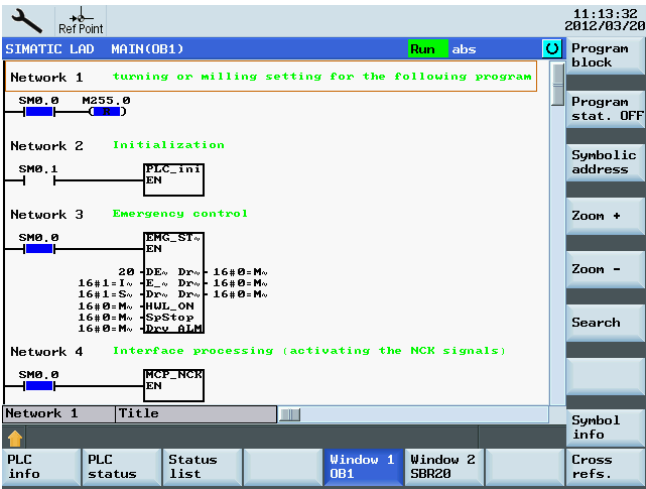 Ref Point
11:13:32
2012/03/20
SIMATIC LAD MAIN(OB1) Run abs
Program
block
Network 1 turning or milling setting for the following program
SM0.0 M255.0
R
Program
stat. OFF
Network 2 Initialization
SM0.1 PLC_ini
EN
Symbolic
address
Network 3 Emergency control
Zoom +
SM0.0 EMG_ST~
EN
20 DE~ Dr~ 16#0=M~
16#1=I~ E_~ Dr~ 16#0=M~
16#1=S~ Dr~ Dr~ 16#0=M~
16#0=M~ HWL_ON
16#0=M~ SpStop
16#0=M~ Drv_ALM
Zoom -
Search
Network 4 Interface processing (activating the NCK signals)
SM0.0 MCP_NCK
EN
Network 1 Title
Symbol
info
PLC
info
PLC
status
Status
list
Window 1
OB1
Window 2
SBR20
Cross
refs.